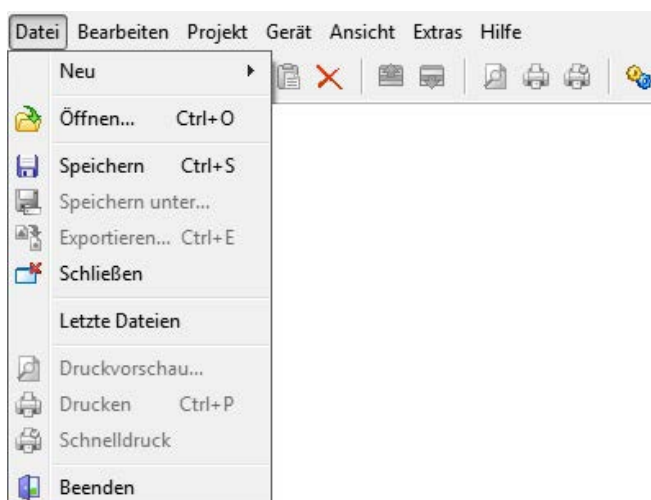 Datei Bearbeiten Projekt Gerät Ansicht Extras Hilfe
Neu
Öffnen... Ctrl+O
Speichern Ctrl+S
Speichern unter...
Exportieren... Ctrl+E
Schließen
Letzte Dateien
Druckvorschau...
Drucken Ctrl+P
Schnelldruck
Beenden